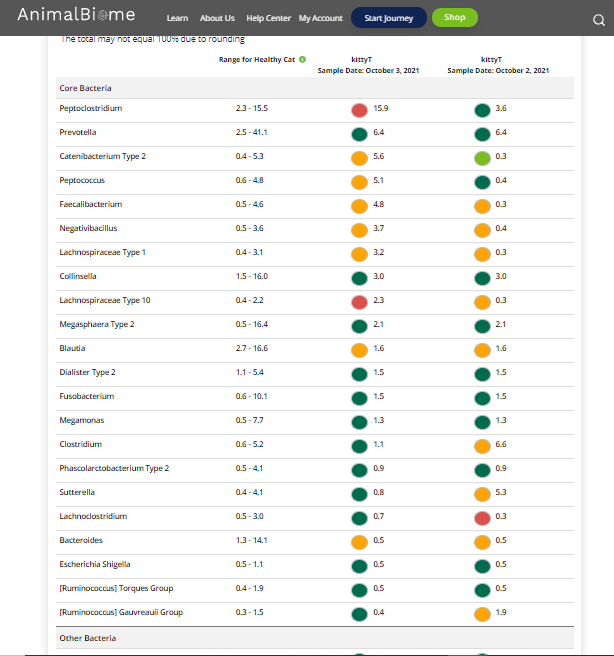 AnimalBiome Learn About Us Help Center My Account Start Journey Shop
The total may not equal 100% due to rounding
Range for Healthy Cat kittyT kittyT
Sample Date: October 3, 2021 Sample Date: October 2, 2021
Core Bacteria
Peptoclostridium 2.3 - 15.5 15.9 3.6
Prevotella 2.5 - 41.1 6.4 6.4
Catenibacterium Type 2 0.4 - 5.3 5.6 0.3
Peptococcus 0.6 - 4.8 5.1 0.4
Faecalibacterium 0.5 - 4.6 4.8 0.3
Negativibacillus 0.5 - 3.6 3.7 0.4
Lachnospiraceae Type 1 0.4 - 3.1 3.2 0.3
Collinsella 1.5 - 16.0 3.0 3.0
Lachnospiraceae Type 10 0.4 - 2.2 2.3 0.3
Megasphaera Type 2 0.5 - 16.4 2.1 2.1
Blautia 2.7 - 16.6 1.6 1.6
Dialister Type 2 1.1 - 5.4 1.5 1.5
Fusobacterium 0.6 - 10.1 1.5 1.5
Megamonas 0.5 - 7.7 1.3 1.3
Clostridium 0.6 - 5.2 1.1 6.6
Phascolarctobacterium Type 2 0.5 - 4.1 0.9 0.9
Sutterella 0.4 - 4.1 0.8 5.3
Lachnoclostridium 0.5 - 3.0 0.7 0.3
Bacteroides 1.3 - 14.1 0.5 0.5
Escherichia Shigella 0.5 - 1.1 0.5 0.5
[Ruminococcus] Torques Group 0.4 - 1.9 0.5 0.5
[Ruminococcus] Gauvreauii Group 0.3 - 1.5 0.4 1.9
Other Bacteria